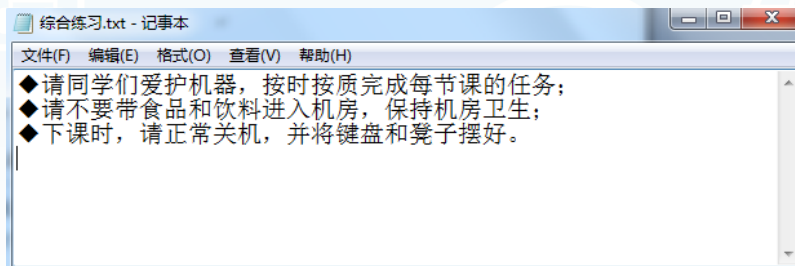 综合练习.txt - 记事本
文件(F) 编辑(E) 格式(O) 查看(V) 帮助(H)
◆请同学们爱护机器，按时按质完成每节课的任务；
◆请不要带食品和饮料进入机房，保持机房卫生；
◆下课时，请正常关机，并将键盘和凳子摆好。